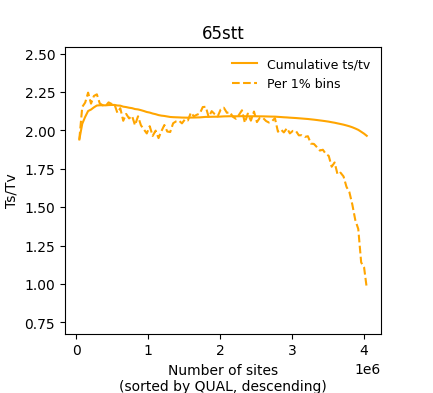 65stt
Cumulative ts/tv
Per 1% bins
Ts/Tv
2.50
2.25
2.00
1.75
1.50
1.25
1.00
0.75
0 1 2 3 4
1e6
Number of sites
(sorted by QUAL, descending)